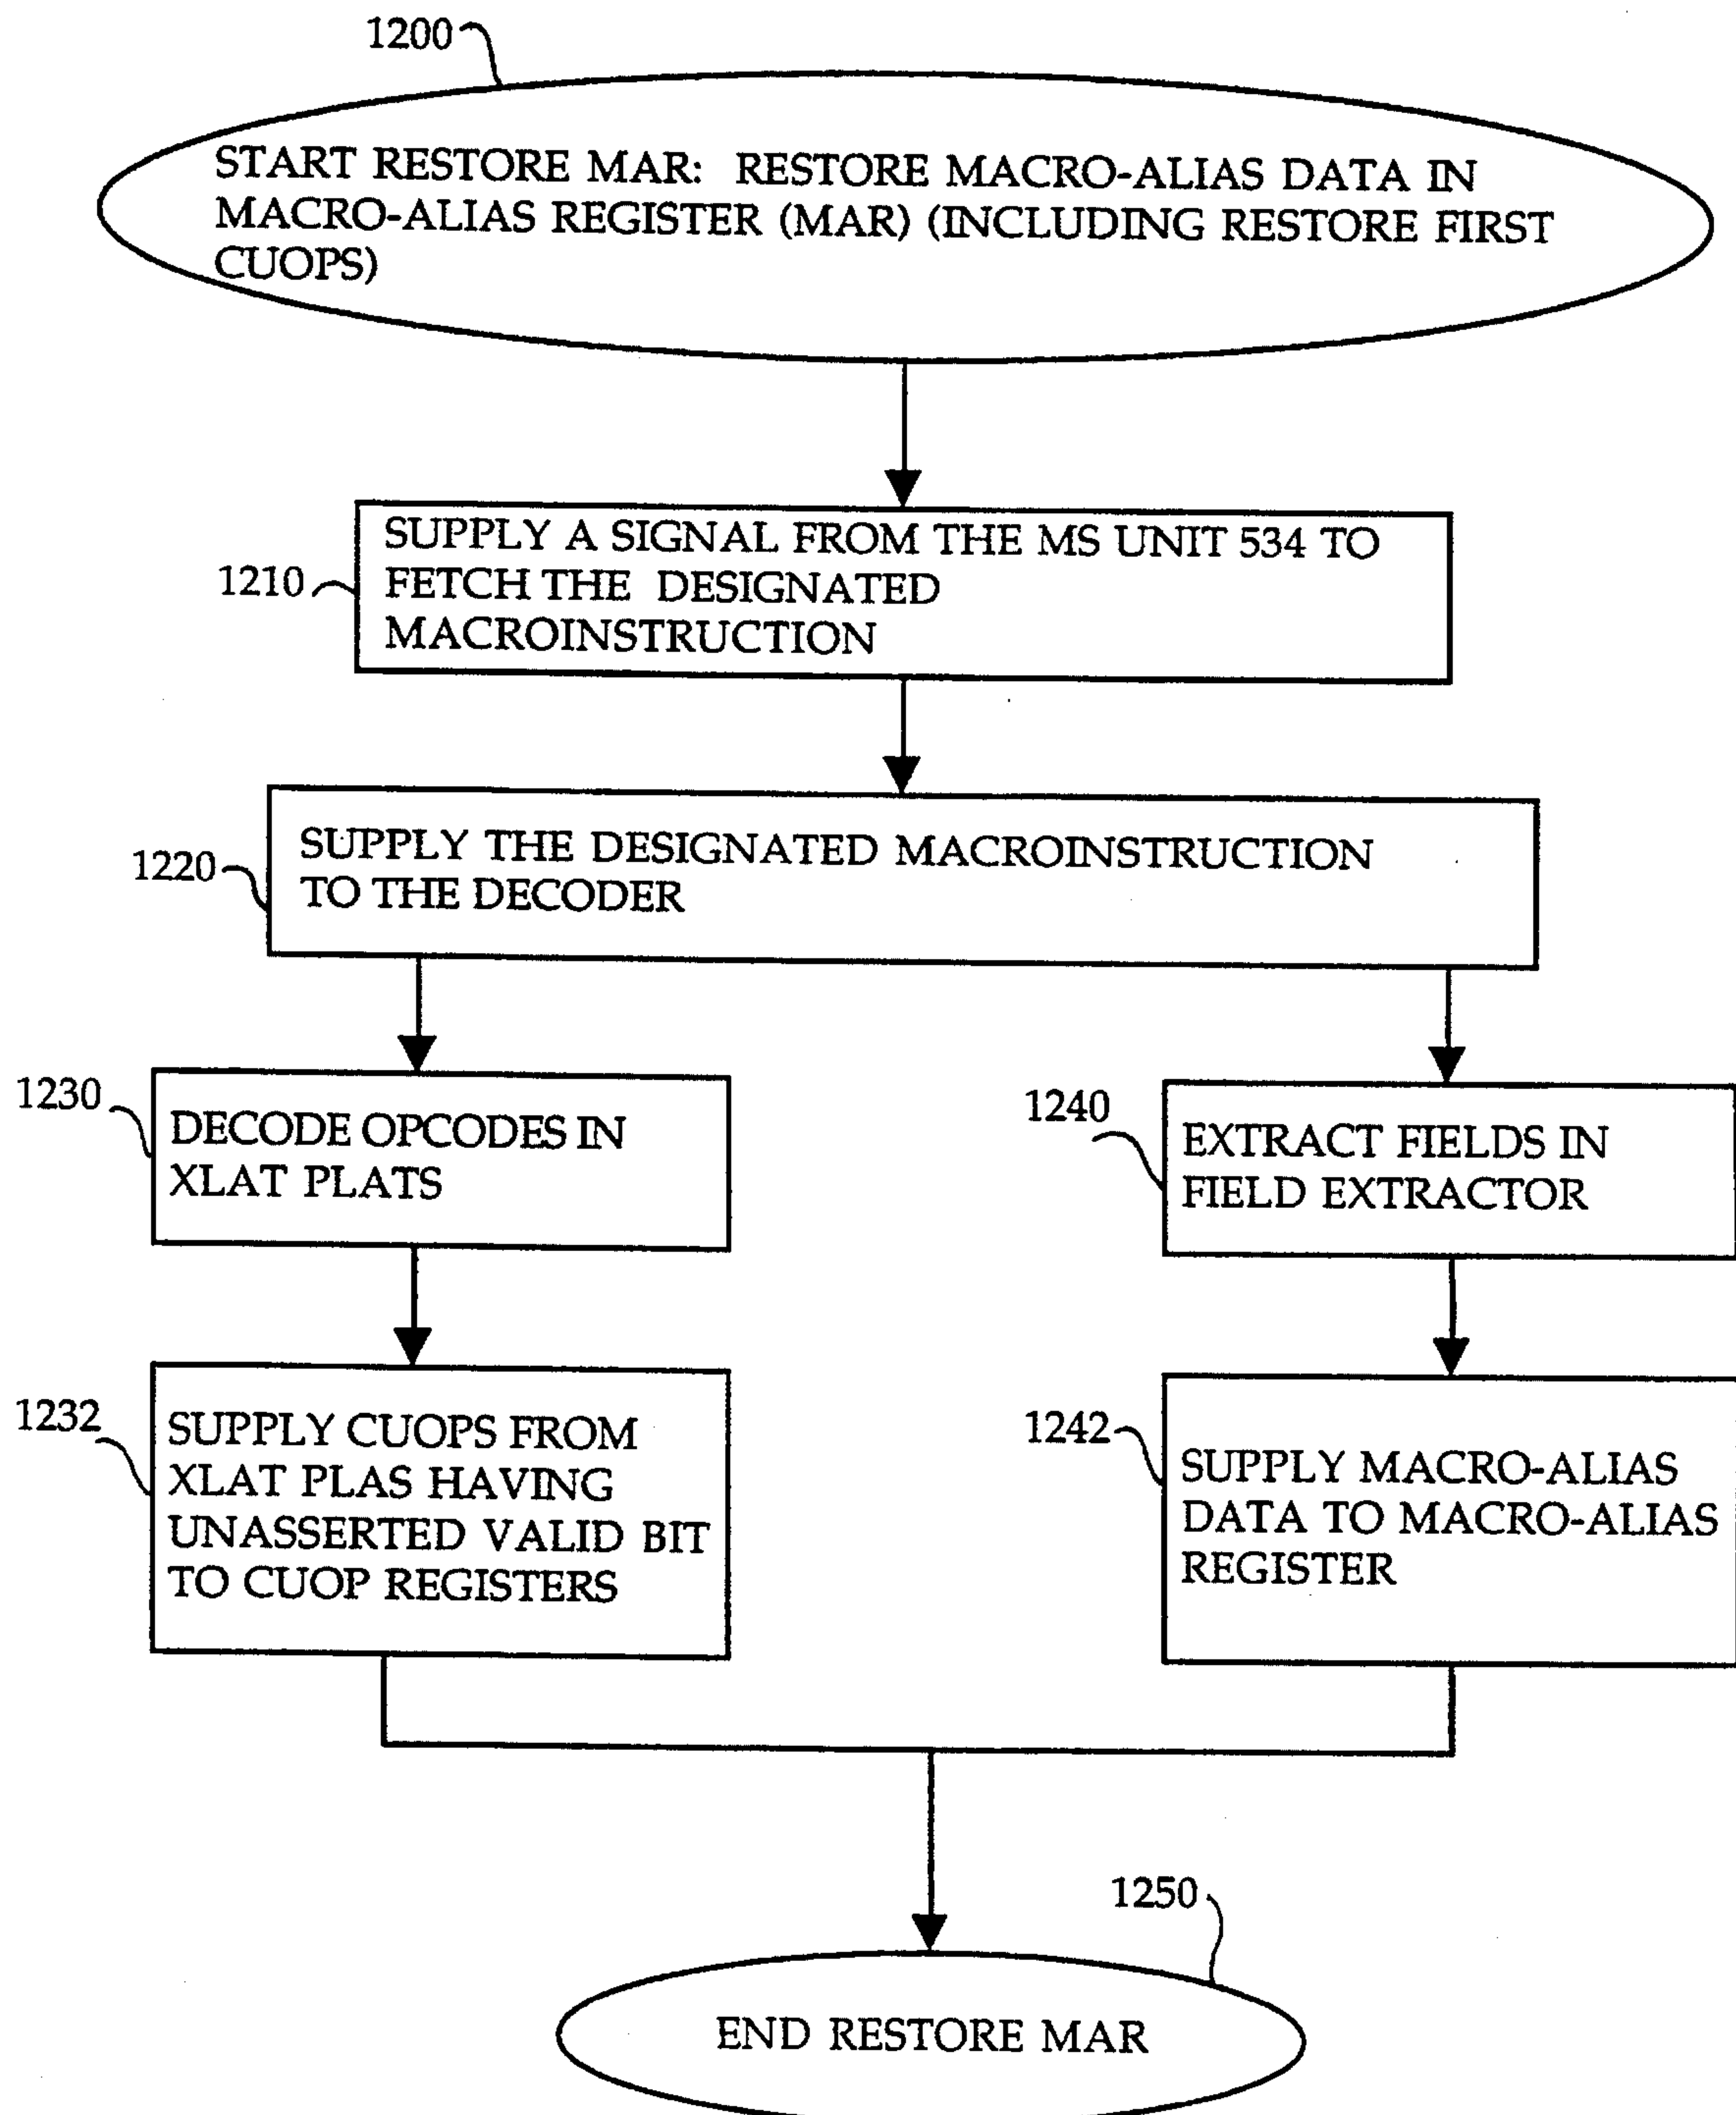 1200
START RESTORE MAR: RESTORE MACRO-ALIAS DATA IN
MACRO-ALIAS REGISTER (MAR) (INCLUDING RESTORE FIRST
CUOPS)
1210
SUPPLY A SIGNAL FROM THE MS UNIT 534 TO
FETCH THE DESIGNATED
MACROINSTRUCTION
1220
SUPPLY THE DESIGNATED MACROINSTRUCTION
TO THE DECODER
1230
DECODE OPCODES IN
XLAT PLATS
1240
EXTRACT FIELDS IN
FIELD EXTRACTOR
1232
SUPPLY CUOPS FROM
XLAT PLAS HAVING
UNASSERTED VALID BIT
TO CUOP REGISTERS
1242
SUPPLY MACRO-ALIAS
DATA TO MACRO-ALIAS
REGISTER
1250
END RESTORE MAR